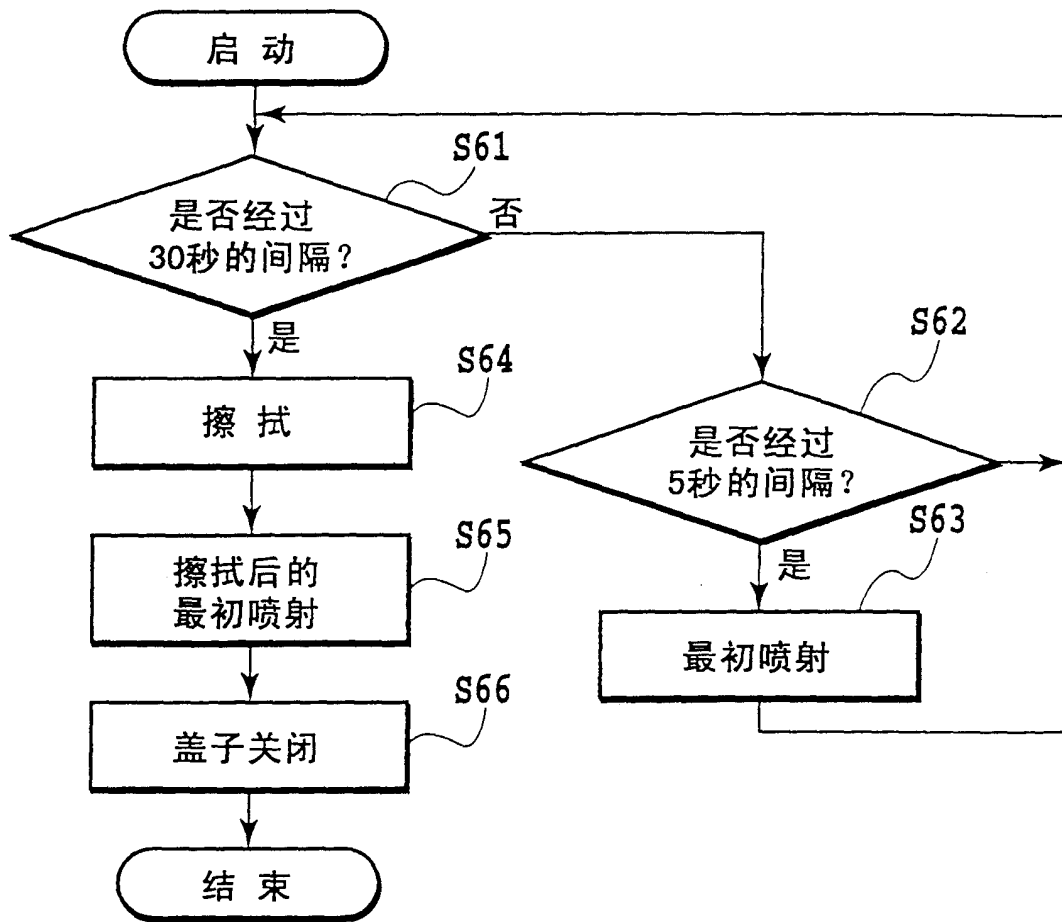 启动
S61
是否经过
30秒的间隔?
否
是
S62
S64
擦拭
是否经过
5秒的间隔?
S65
S63
擦拭后的
最初喷射
是
最初喷射
S66
盖子关闭
结束